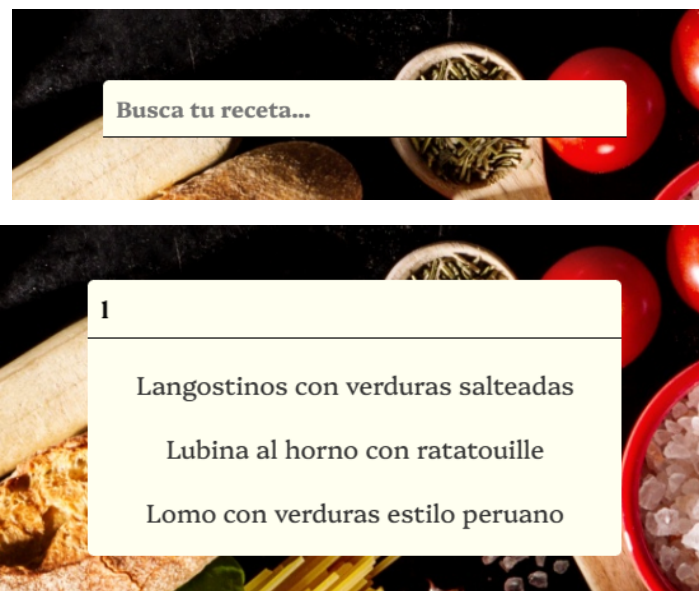 Busca tu receta...
l
Langostinos con verduras salteadas
Lubina al horno con ratatouille
Lomo con verduras estilo peruano